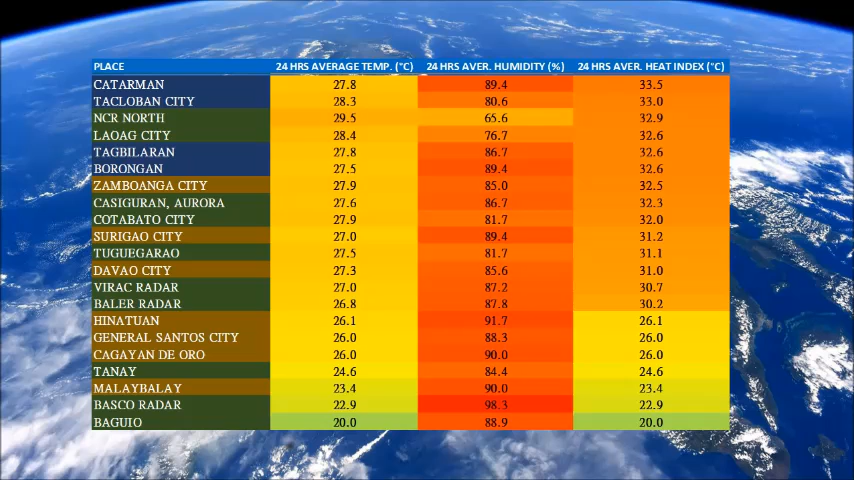 PLACE 24 HRS AVERAGE TEMP. (°C) 24 HRS AVER. HUMIDITY (%) 24 HRS AVER. HEAT INDEX (°C)
CATARMAN 27.8 89.4 33.5
TACLOBAN CITY 28.3 80.6 33.0
NCR NORTH 29.5 65.6 32.9
LAOAG CITY 28.4 76.7 32.6
TAGBILARAN 27.8 86.7 32.6
BORONGAN 27.5 89.4 32.6
ZAMBOANGA CITY 27.9 85.0 32.5
CASIGURAN, AURORA 27.6 86.7 32.3
COTABATO CITY 27.9 81.7 32.0
SURIGAO CITY 27.0 89.4 31.2
TUGUEGARAO 27.5 81.7 31.1
DAVAO CITY 27.3 85.6 31.0
VIRAC RADAR 27.0 87.2 30.7
BALER RADAR 26.8 87.8 30.2
HINATUAN 26.1 91.7 26.1
GENERAL SANTOS CITY 26.0 88.3 26.0
CAGAYAN DE ORO 26.0 90.0 26.0
TANAY 24.6 84.4 24.6
MALAYBALAY 23.4 90.0 23.4
BASCO RADAR 22.9 98.3 22.9
BAGUIO 20.0 88.9 20.0